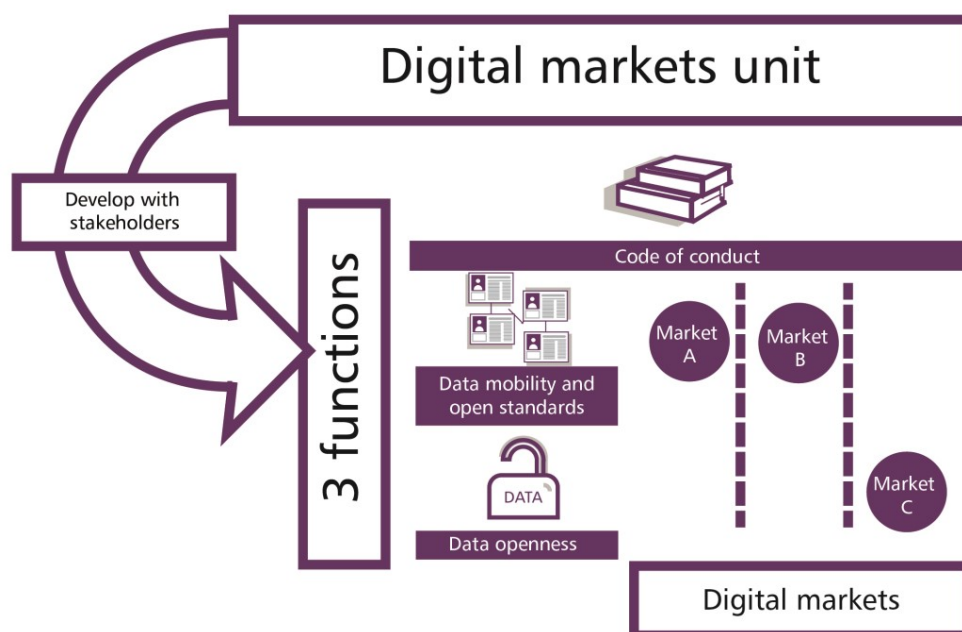 Digital markets unit
Develop with
stakeholders
3 functions
Code of conduct
Data mobility and
open standards
DATA
Data openness
Market
A
Market
B
Market
C
Digital markets